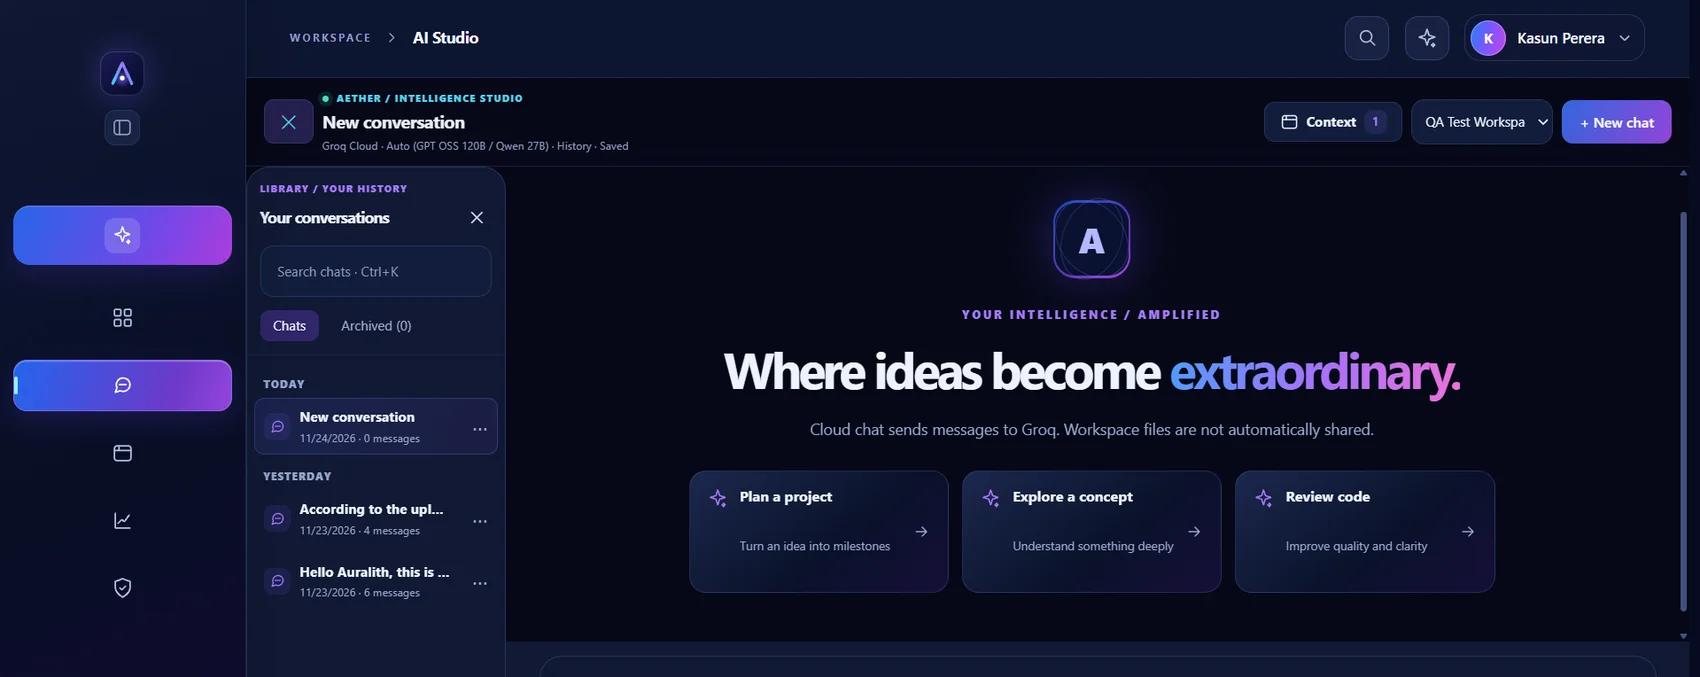 WORKSPACE > AI Studio
K Kasun Perera
AETHER / INTELLIGENCE STUDIO
New conversation
Groq Cloud · Auto (GPT OSS 120B / Qwen 27B) · History · Saved
Context 1
QA Test Workspa
+ New chat
LIBRARY / YOUR HISTORY
Your conversations
Search chats · Ctrl+K
Chats
Archived (0)
TODAY
New conversation
11/24/2026 · 0 messages
YESTERDAY
According to the upl...
11/23/2026 · 4 messages
Hello Auralith, this is ...
11/23/2026 · 6 messages
A
YOUR INTELLIGENCE / AMPLIFIED
Where ideas become extraordinary.
Cloud chat sends messages to Groq. Workspace files are not automatically shared.
Plan a project
Turn an idea into milestones
Explore a concept
Understand something deeply
Review code
Improve quality and clarity